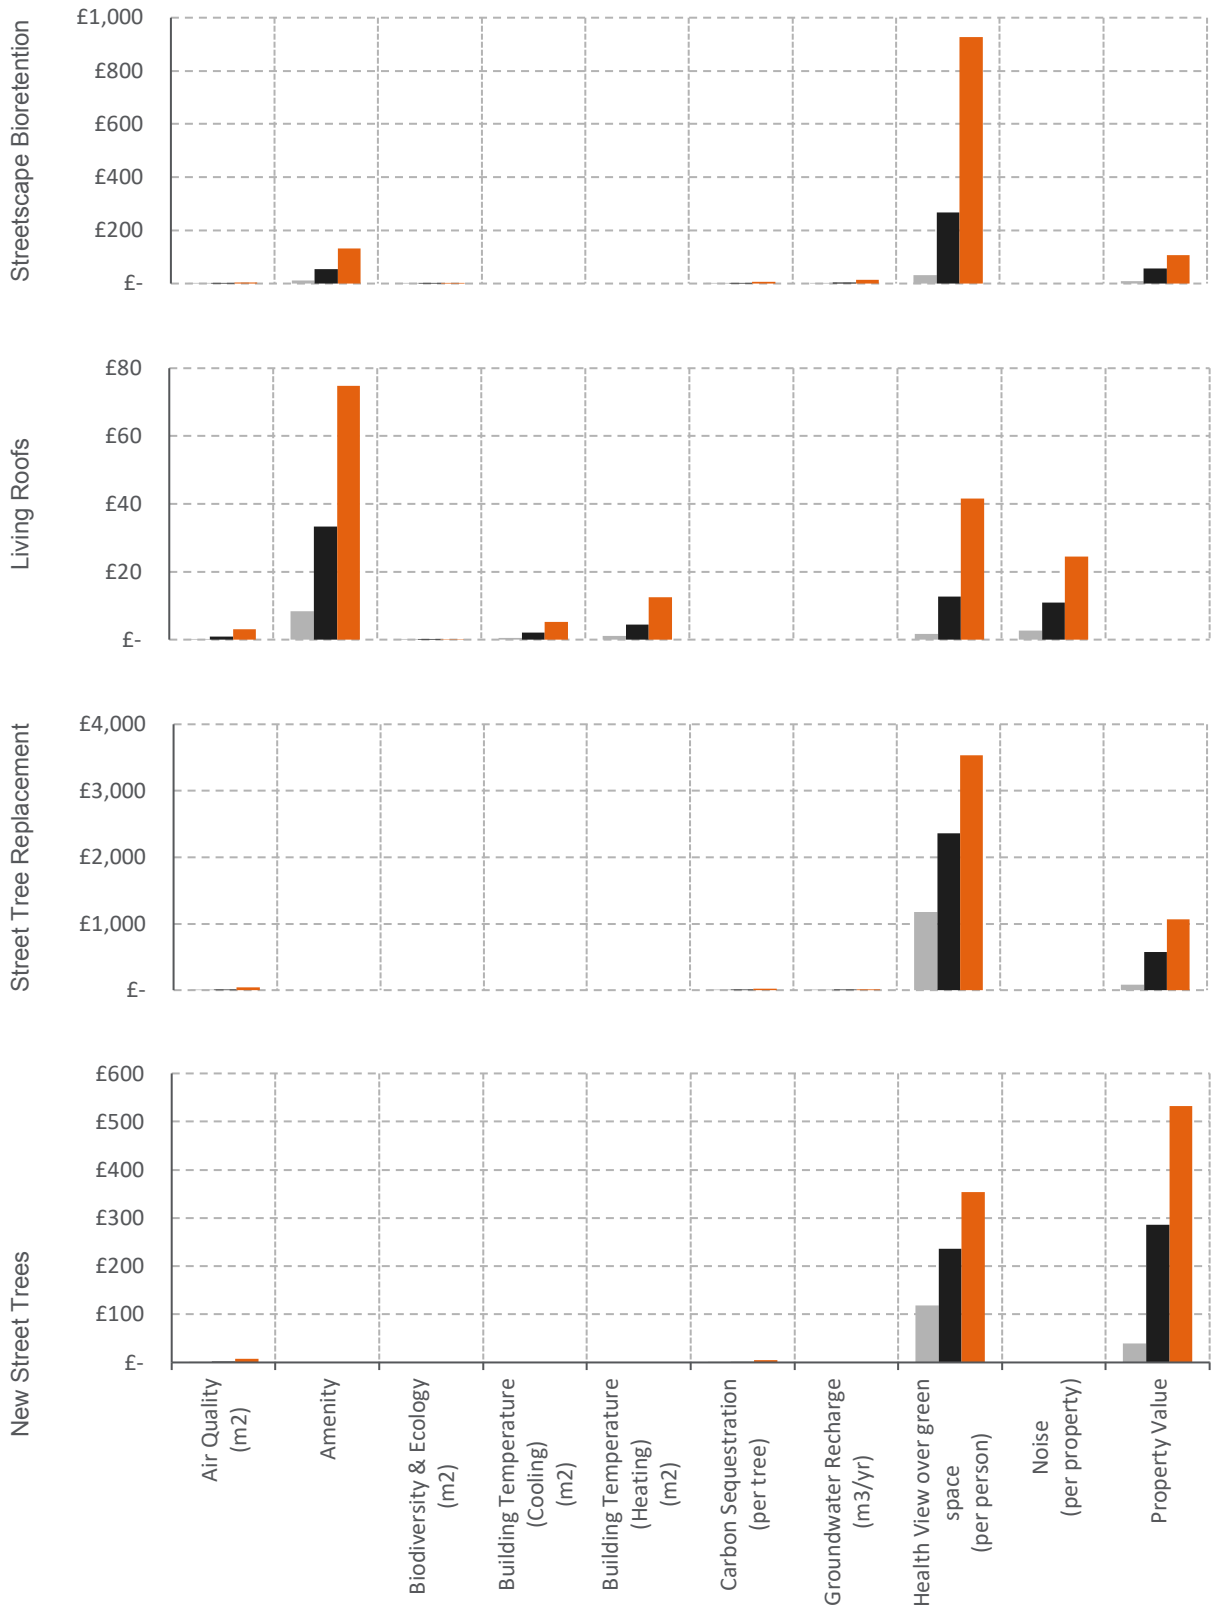 Streetscape Bioretention
£1,000
£800
£600
£400
£200
£-
Living Roofs
£80
£60
£40
£20
£-
Street Tree Replacement
£4,000
£3,000
£2,000
£1,000
£-
New Street Trees
£600
£500
£400
£300
£200
£100
£-
Air Quality
(m2)
Amenity
Biodiversity & Ecology
(m2)
Building Temperature
(Cooling)
(m2)
Building Temperature
(Heating)
(m2)
Carbon Sequestration
(per tree)
Groundwater Recharge
(m3/yr)
Health View over green
space
(per person)
Noise
(per property)
Property Value